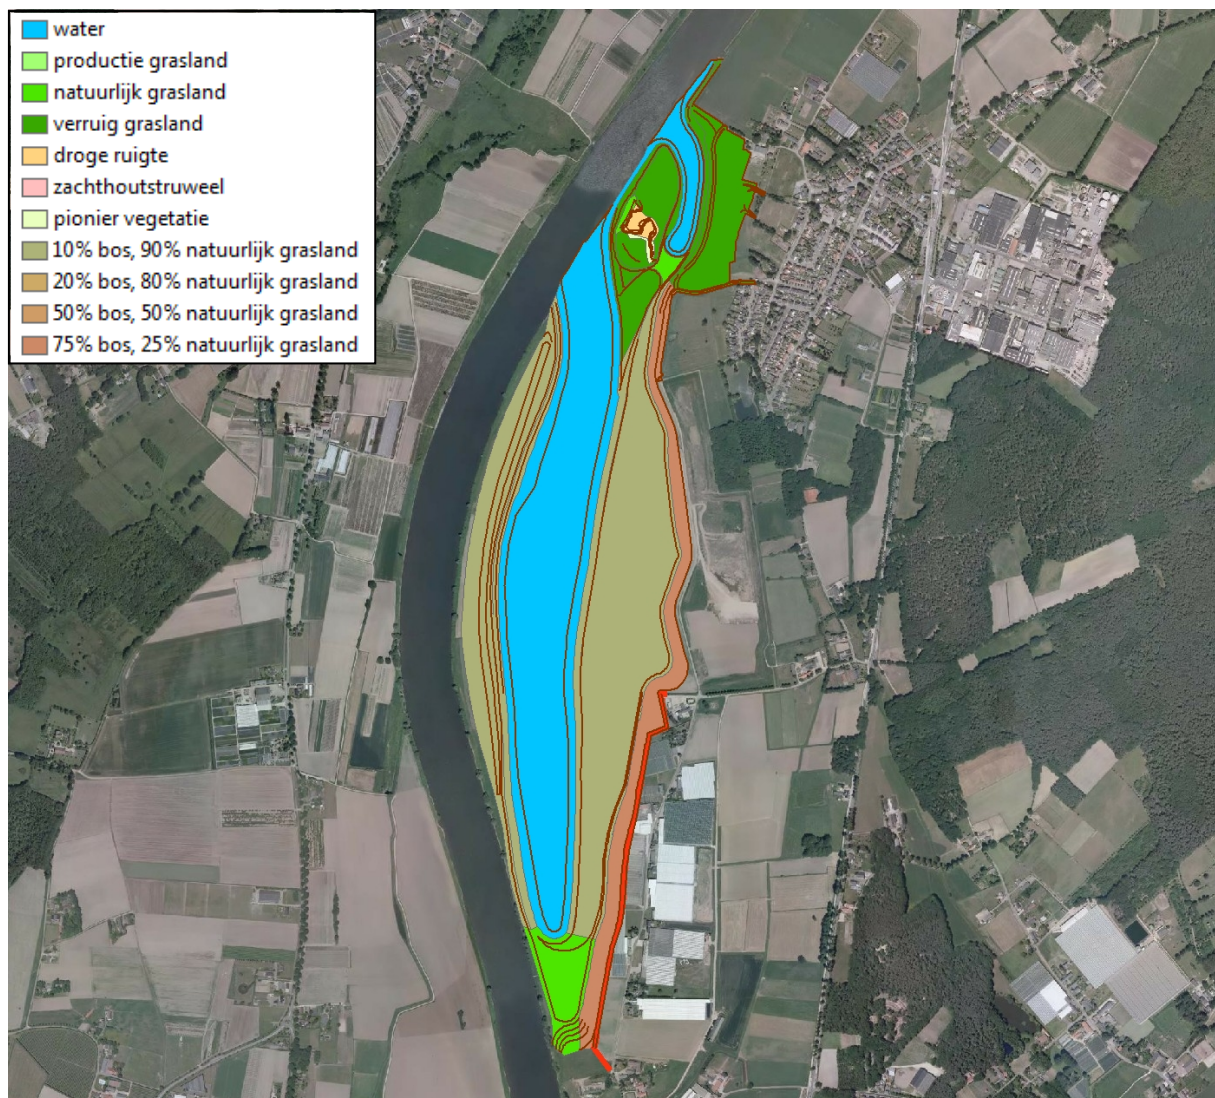 water
productie grasland
natuurlijk grasland
verruig grasland
droge ruigte
zachthoutstruweel
pionier vegetatie
10% bos, 90% natuurlijk grasland
20% bos, 80% natuurlijk grasland
50% bos, 50% natuurlijk grasland
75% bos, 25% natuurlijk grasland